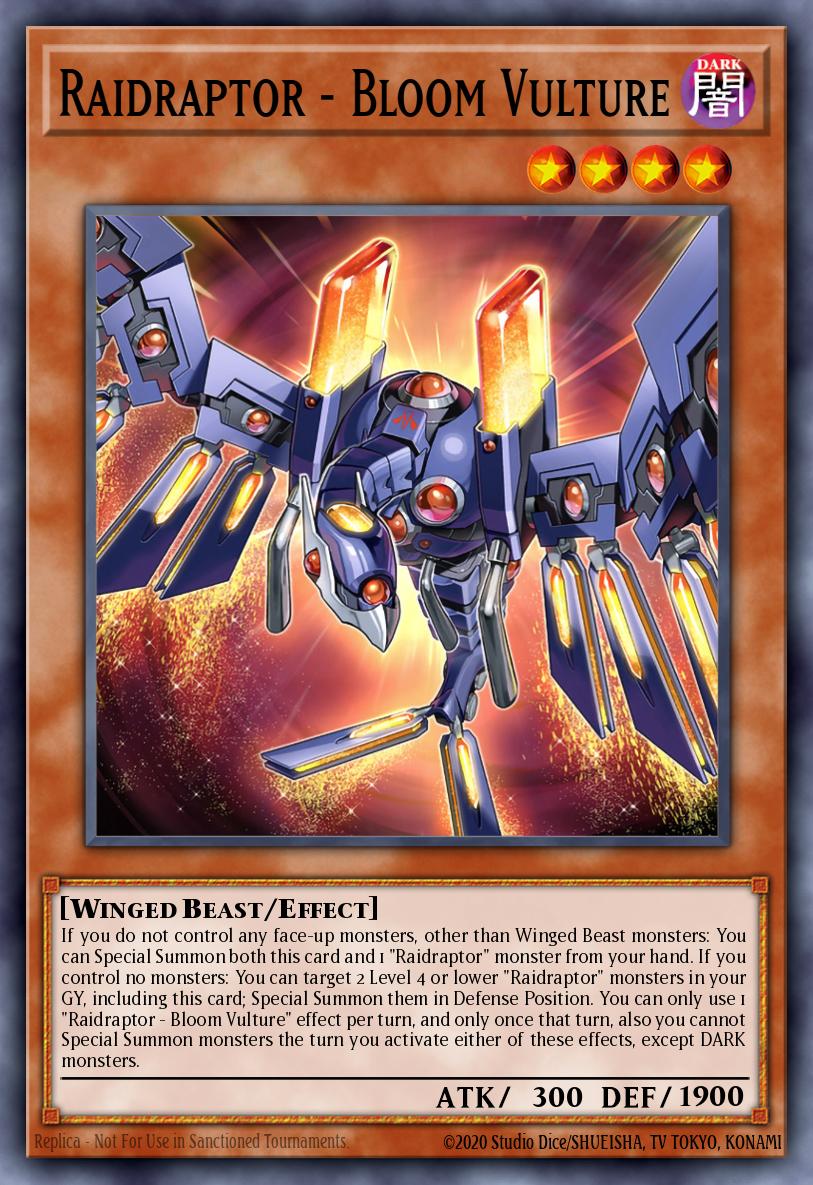 Raidraptor - Bloom Vulture
DARK
闇
[Winged Beast/Effect]
If you do not control any face-up monsters, other than Winged Beast monsters: You
can Special Summon both this card and 1 "Raidraptor" monster from your hand. If you
control no monsters: You can target 2 Level 4 or lower "Raidraptor" monsters in your
GY, including this card; Special Summon them in Defense Position. You can only use 1
"Raidraptor - Bloom Vulture" effect per turn, and only once that turn, also you cannot
Special Summon monsters the turn you activate either of these effects, except DARK
monsters.
ATK/ 300 DEF/ 1900
Replica - Not For Use in Sanctioned Tournaments.
©2020 Studio Dice/SHUEISHA, TV TOKYO, KONAMI